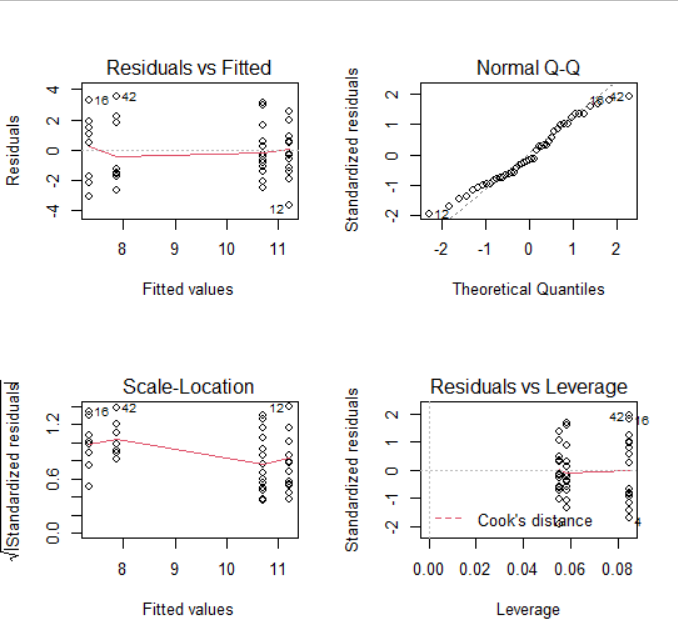 Residuals vs Fitted
Residuals
4
2
0
-2
-4
16
42
12
8 9 10 11
Fitted values
Normal Q-Q
Standardized residuals
2
1
0
-1
-2
16
42
12
-2 -1 0 1 2
Theoretical Quantiles
Scale-Location
√|Standardized residuals|
1.2
0.6
0.0
16
42
12
8 9 10 11
Fitted values
Residuals vs Leverage
Standardized residuals
2
1
0
-1
-2
42
16
4
Cook's distance
0.00 0.02 0.04 0.06 0.08
Leverage